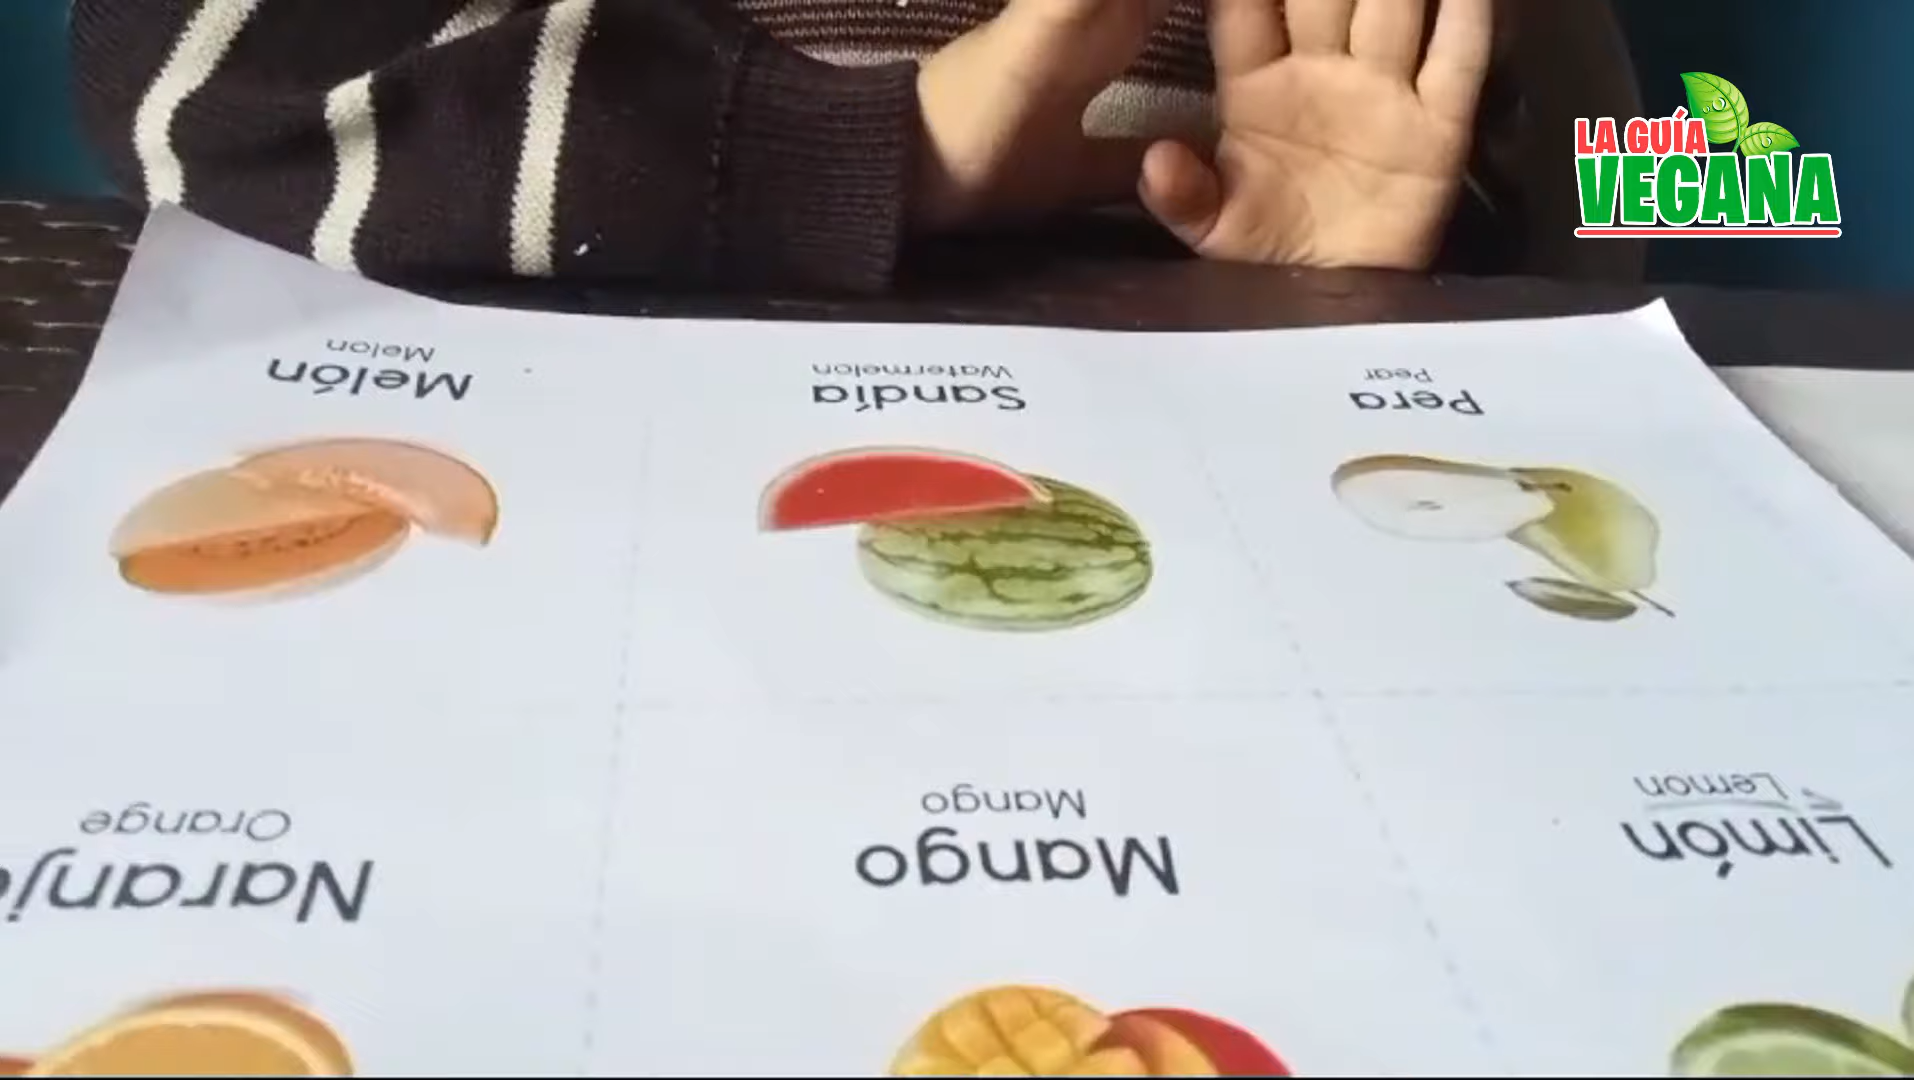 LA GUÍA
VEGANA
Melón
Melon
Sandía
Watermelon
Pera
Pear
Orange
Mango
Mango
Lemon
Limón